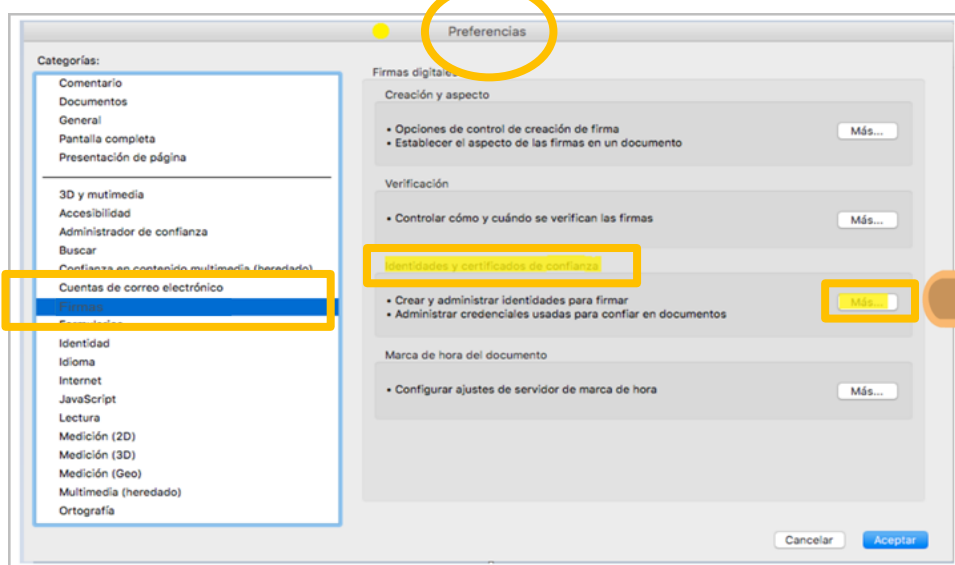 Preferencias
Categorías:
Comentario
Documentos
General
Pantalla completa
Presentación de página
3D y mutimedia
Accesibilidad
Administrador de confianza
Buscar
Confianza en contenido multimedia (heredado)
Cuentas de correo electrónico
Firmas
Formularios
Identidad
Idioma
Internet
JavaScript
Lectura
Medición (2D)
Medición (3D)
Medición (Geo)
Multimedia (heredado)
Ortografía
Firmas digitales
Creación y aspecto
• Opciones de control de creación de firma
• Establecer el aspecto de las firmas en un documento
Más...
Verificación
• Controlar cómo y cuándo se verifican las firmas
Más...
Identidades y certificados de confianza
• Crear y administrar identidades para firmar
• Administrar credenciales usadas para confiar en documentos
Más...
Marca de hora del documento
• Configurar ajustes de servidor de marca de hora
Más...
Cancelar
Aceptar